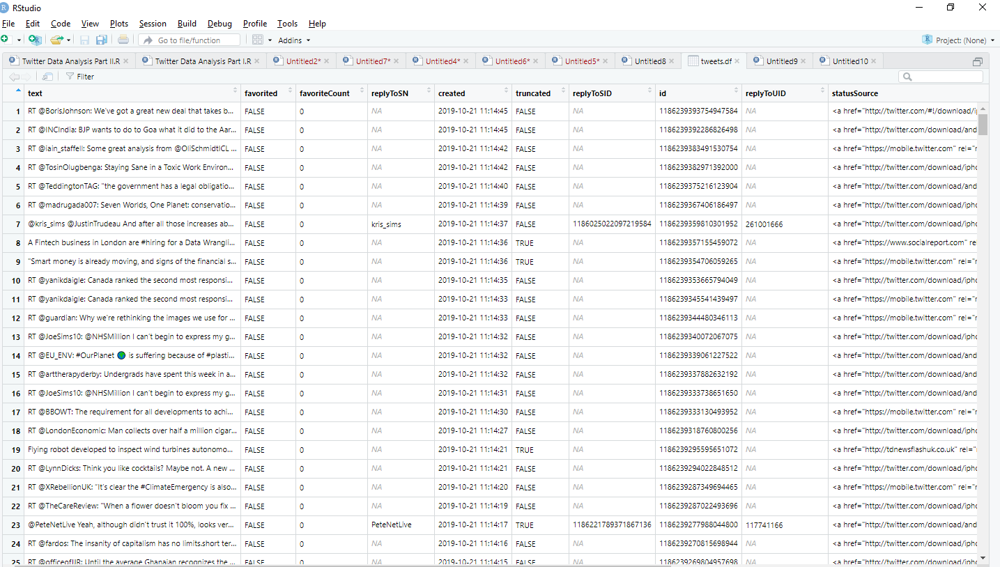 RStudio
File Edit Code View Plots Session Build Debug Profile Tools Help
Go to file/function Addins Project: (None)
Twitter Data Analysis Part II.R Twitter Data Analysis Part I.R Untitled2* Untitled7* Untitled4* Untitled6* Untitled5* Untitled8 tweets.df Untitled9 Untitled10
Filter
text favorited favoriteCount replyToSN created truncated replyToSID id replyToUID statusSource
1 RT @BorisJohnson: We've got a great new deal that takes b... FALSE 0 NA 2019-10-21 11:14:45 FALSE NA 1186239393754947584 NA <a href="http://twitter.com/#!/download/ip
2 RT @INCIndia: BJP wants to do to Goa what it did to the Aar... FALSE 0 NA 2019-10-21 11:14:45 FALSE NA 1186239392286826498 NA <a href="http://twitter.com/download/and
3 RT @iain_staffell: Some great analysis from @OliSchmidtICL ... FALSE 0 NA 2019-10-21 11:14:42 FALSE NA 1186239383491530754 NA <a href="https://mobile.twitter.com" rel="n
4 RT @TosinOlugbenga: Staying Sane in a Toxic Work Environ... FALSE 0 NA 2019-10-21 11:14:42 FALSE NA 1186239382971392000 NA <a href="http://twitter.com/download/ipho
5 RT @TeddingtonTAG: "the government has a legal obligatio... FALSE 0 NA 2019-10-21 11:14:40 FALSE NA 1186239375216123904 NA <a href="http://twitter.com/download/and
6 RT @madrugada007: Seven Worlds, One Planet: conservatio... FALSE 0 NA 2019-10-21 11:14:39 FALSE NA 1186239367406186497 NA <a href="http://twitter.com/download/ipho
7 @kris_sims @JustinTrudeau And after all those increases ab... FALSE 0 kris_sims 2019-10-21 11:14:37 FALSE 1186025022097219584 1186239359810301952 261001666 <a href="http://twitter.com/download/ipho
8 A Fintech business in London are #hiring for a Data Wrangli... FALSE 0 NA 2019-10-21 11:14:36 TRUE NA 1186239357155459072 NA <a href="https://www.socialreport.com" re
9 "Smart money is already moving, and signs of the financial s... FALSE 0 NA 2019-10-21 11:14:36 TRUE NA 1186239354706059265 NA <a href="https://mobile.twitter.com" rel="n
10 RT @yanikdaigle: Canada ranked the second most responsi... FALSE 0 NA 2019-10-21 11:14:35 FALSE NA 1186239353665794049 NA <a href="http://twitter.com/download/ipho
11 RT @yanikdaigle: Canada ranked the second most responsi... FALSE 0 NA 2019-10-21 11:14:33 FALSE NA 1186239345541439497 NA <a href="https://mobile.twitter.com" rel="n
12 RT @guardian: Why we're rethinking the images we use for ... FALSE 0 NA 2019-10-21 11:14:33 FALSE NA 1186239344480346113 NA <a href="https://mobile.twitter.com" rel="n
13 RT @JoeSims10: @NHSMillion I can't begin to express my g... FALSE 0 NA 2019-10-21 11:14:32 FALSE NA 1186239340072067075 NA <a href="http://twitter.com/download/ipho
14 RT @EU_ENV: #OurPlanet 🌍 is suffering because of #plasti... FALSE 0 NA 2019-10-21 11:14:32 FALSE NA 1186239339061227522 NA <a href="http://twitter.com/download/and
15 RT @arttherapyderby: Undergrads have spent this week in a... FALSE 0 NA 2019-10-21 11:14:32 FALSE NA 1186239337882632192 NA <a href="http://twitter.com/download/and
16 RT @JoeSims10: @NHSMillion I can't begin to express my g... FALSE 0 NA 2019-10-21 11:14:31 FALSE NA 1186239333738651650 NA <a href="http://twitter.com/download/and
17 RT @BBOWT: The requirement for all developments to achi... FALSE 0 NA 2019-10-21 11:14:30 FALSE NA 1186239333130493952 NA <a href="https://mobile.twitter.com" rel="n
18 RT @LondonEconomic: Man collects over half a million cigar... FALSE 0 NA 2019-10-21 11:14:27 FALSE NA 1186239318760800256 NA <a href="http://twitter.com/download/ipho
19 Flying robot developed to inspect wind turbines autonomo... FALSE 0 NA 2019-10-21 11:14:21 TRUE NA 1186239295595651072 NA <a href="http://tdnewsflashuk.co.uk" rel="
20 RT @LynnDicks: Think you like cocktails? Maybe not. A new ... FALSE 0 NA 2019-10-21 11:14:21 FALSE NA 1186239294022848512 NA <a href="http://twitter.com/download/ipho
21 RT @XRebellionUK: "It's clear the #ClimateEmergency is also... FALSE 0 NA 2019-10-21 11:14:20 FALSE NA 1186239287349694465 NA <a href="https://mobile.twitter.com" rel="n
22 RT @TheCareReview: "When a flower doesn't bloom you fix ... FALSE 0 NA 2019-10-21 11:14:19 FALSE NA 1186239287022493696 NA <a href="http://twitter.com/download/ipho
23 @PeteNetLive Yeah, although didn't trust it 100%, looks ver... FALSE 0 PeteNetLive 2019-10-21 11:14:17 TRUE 1186221789371867136 1186239277988044800 117741166 <a href="http://twitter.com/download/and
24 RT @fardos: The insanity of capitalism has no limits.short ter... FALSE 0 NA 2019-10-21 11:14:16 FALSE NA 1186239270815698944 NA <a href="http://twitter.com/download/ipho
25 RT @officeofIJR: Until the average Ghanaian recognizes the ... FALSE 0 NA 2019-10-21 11:14:15 FALSE NA 1186239269804957698 NA <a href="http://twitter.com/download/ipho